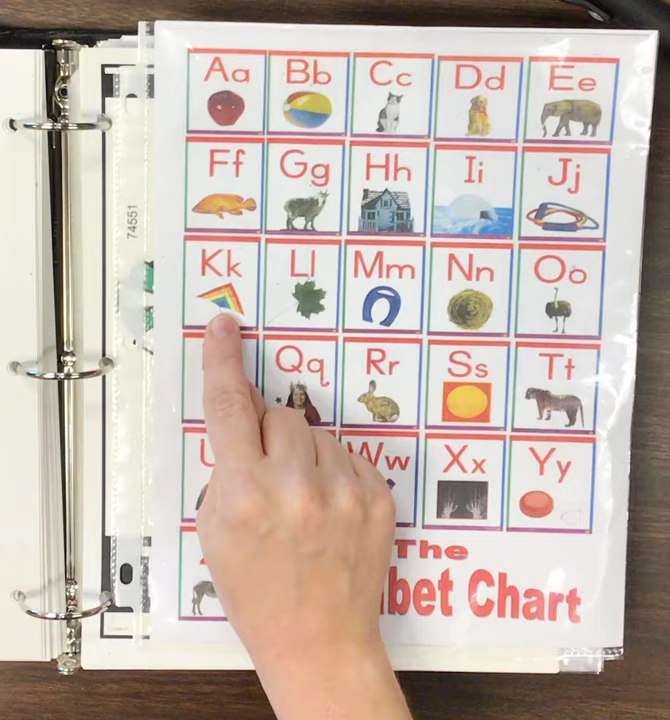 Aa Bb Cc Dd Ee
Ff Gg Hh Ii Jj
Kk Ll Mm Nn Oo
Qq Rr Ss Tt
U Ww Xx Yy
The
bet Chart
74551